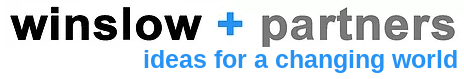 winslow + partners
ideas for a changing world